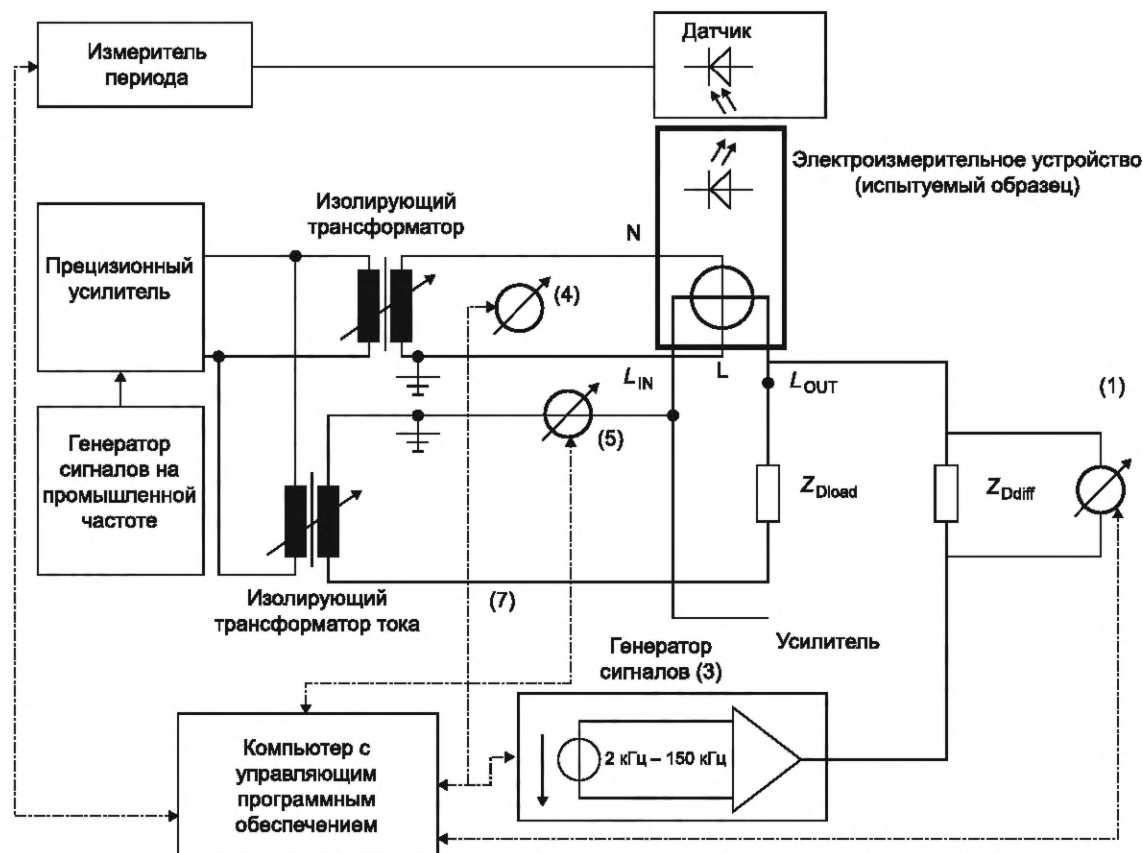 Измеритель
периода
Датчик
Электроизмерительное устройство
(испытуемый образец)
Изолирующий
трансформатор
N
Прецизионный
усилитель
(4)
L_IN
L
L_OUT
(1)
(5)
Генератор
сигналов на
промышленной
частоте
Z_Dload
Z_Ddiff
Изолирующий
трансформатор тока
(7)
Генератор
сигналов (3)
Усилитель
Компьютер с
управляющим
программным
обеспечением
2 кГц – 150 кГц